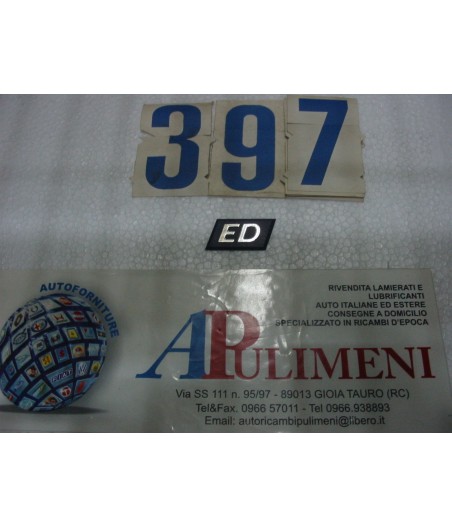 397
ED
AUTOFORNITURE
RIVENDITA LAMIERATI E
LUBRIFICANTI
AUTO ITALIANE ED ESTERE
CONSEGNE A DOMICILIO
SPECIALIZZATO IN RICAMBI D'EPOCA
APULIMENI
Via SS 111 n. 95/97 - 89013 GIOIA TAURO (RC)
Tel&Fax. 0966 57011 - Tel 0966.938893
Email: autoricambipulimeni@libero.it